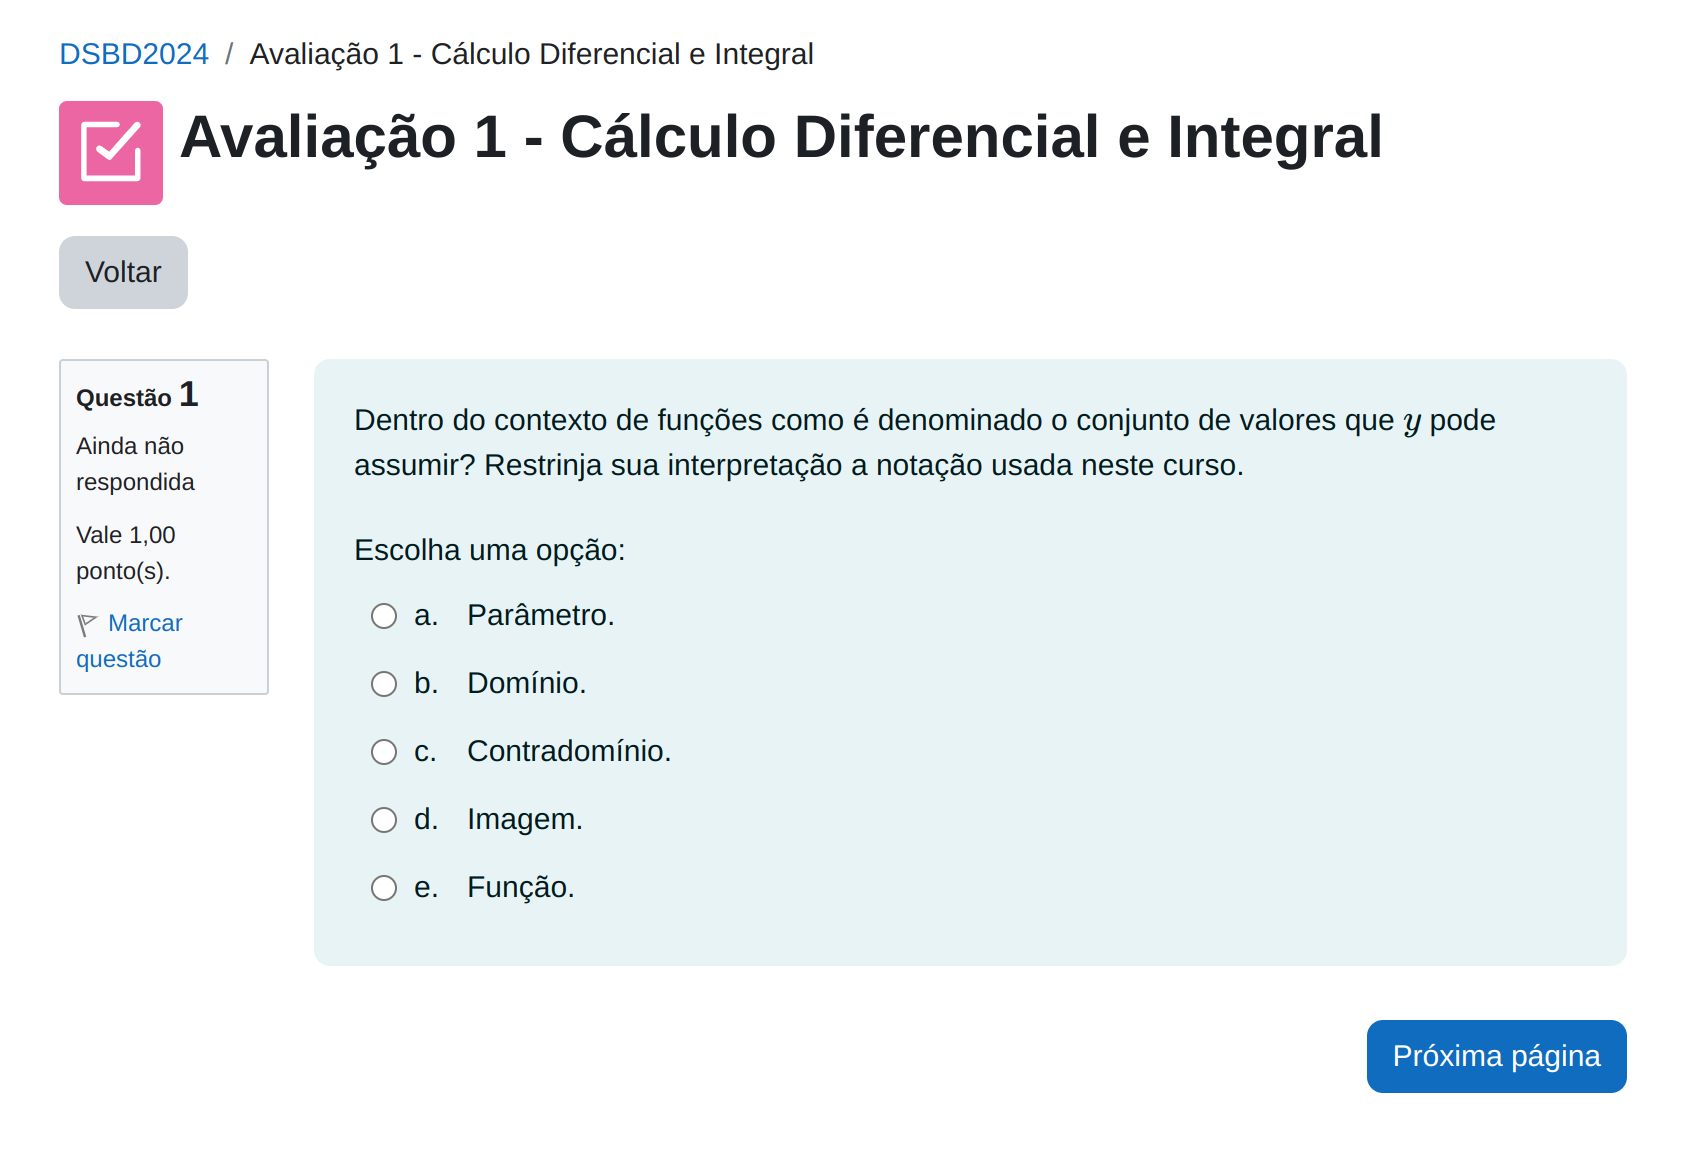 DSBD2024 / Avaliação 1 - Cálculo Diferencial e Integral
Avaliação 1 - Cálculo Diferencial e Integral
Voltar
Questão 1
Ainda não
respondida
Vale 1,00
ponto(s).
Marcar
questão
Dentro do contexto de funções como é denominado o conjunto de valores que y pode
assumir? Restrinja sua interpretação a notação usada neste curso.
Escolha uma opção:
a. Parâmetro.
b. Domínio.
c. Contradomínio.
d. Imagem.
e. Função.
Próxima página